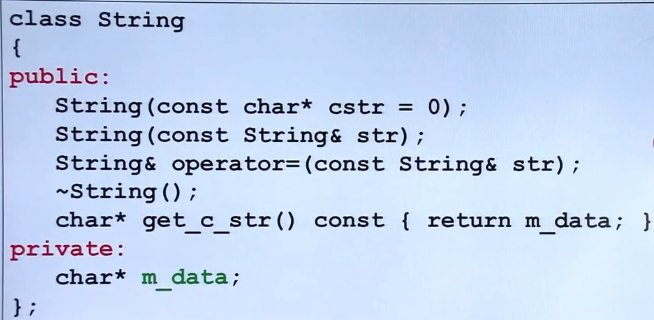 class String
{
public:
   String(const char* cstr = 0);
   String(const String& str);
   String& operator=(const String& str);
   ~String();
   char* get_c_str() const { return m_data; }
private:
   char* m_data;
};